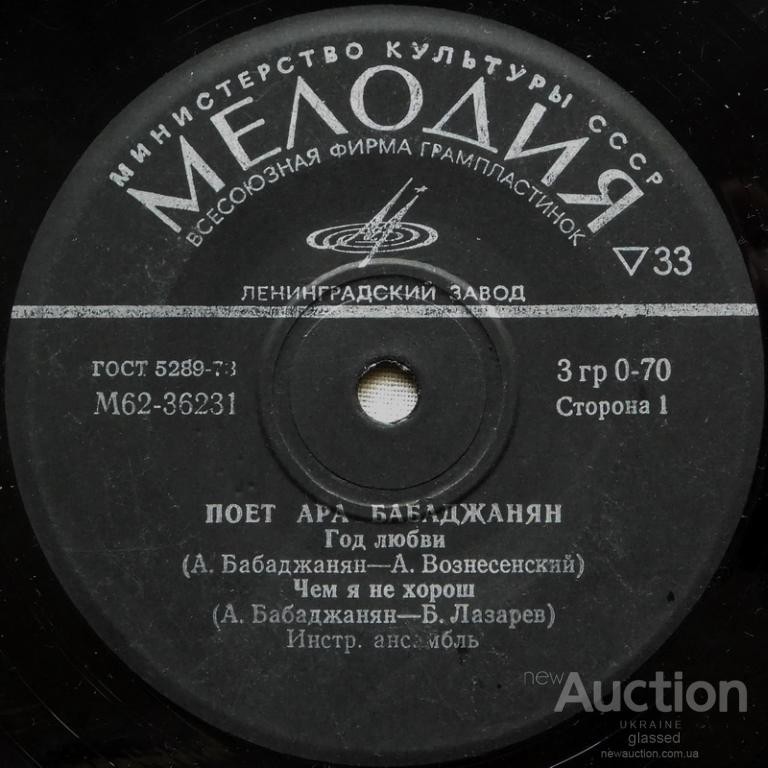 МИНИСТЕРСТВО КУЛЬТУРЫ СССР
МЕЛОДИЯ
ВСЕСОЮЗНАЯ ФИРМА ГРАМПЛАСТИНОК
▽33
ЛЕНИНГРАДСКИЙ ЗАВОД
ГОСТ 5289-73
3 гр 0-70
М62-36231
Сторона 1
ПОЕТ АРА БАБАДЖАНЯН
Год любви
(А. Бабаджанян—А. Вознесенский)
Чем я не хорош
(А. Бабаджанян—Б. Лазарев)
Инстр. ансамбль
newAuction
UKRAINE
glassed
newauction.com.ua